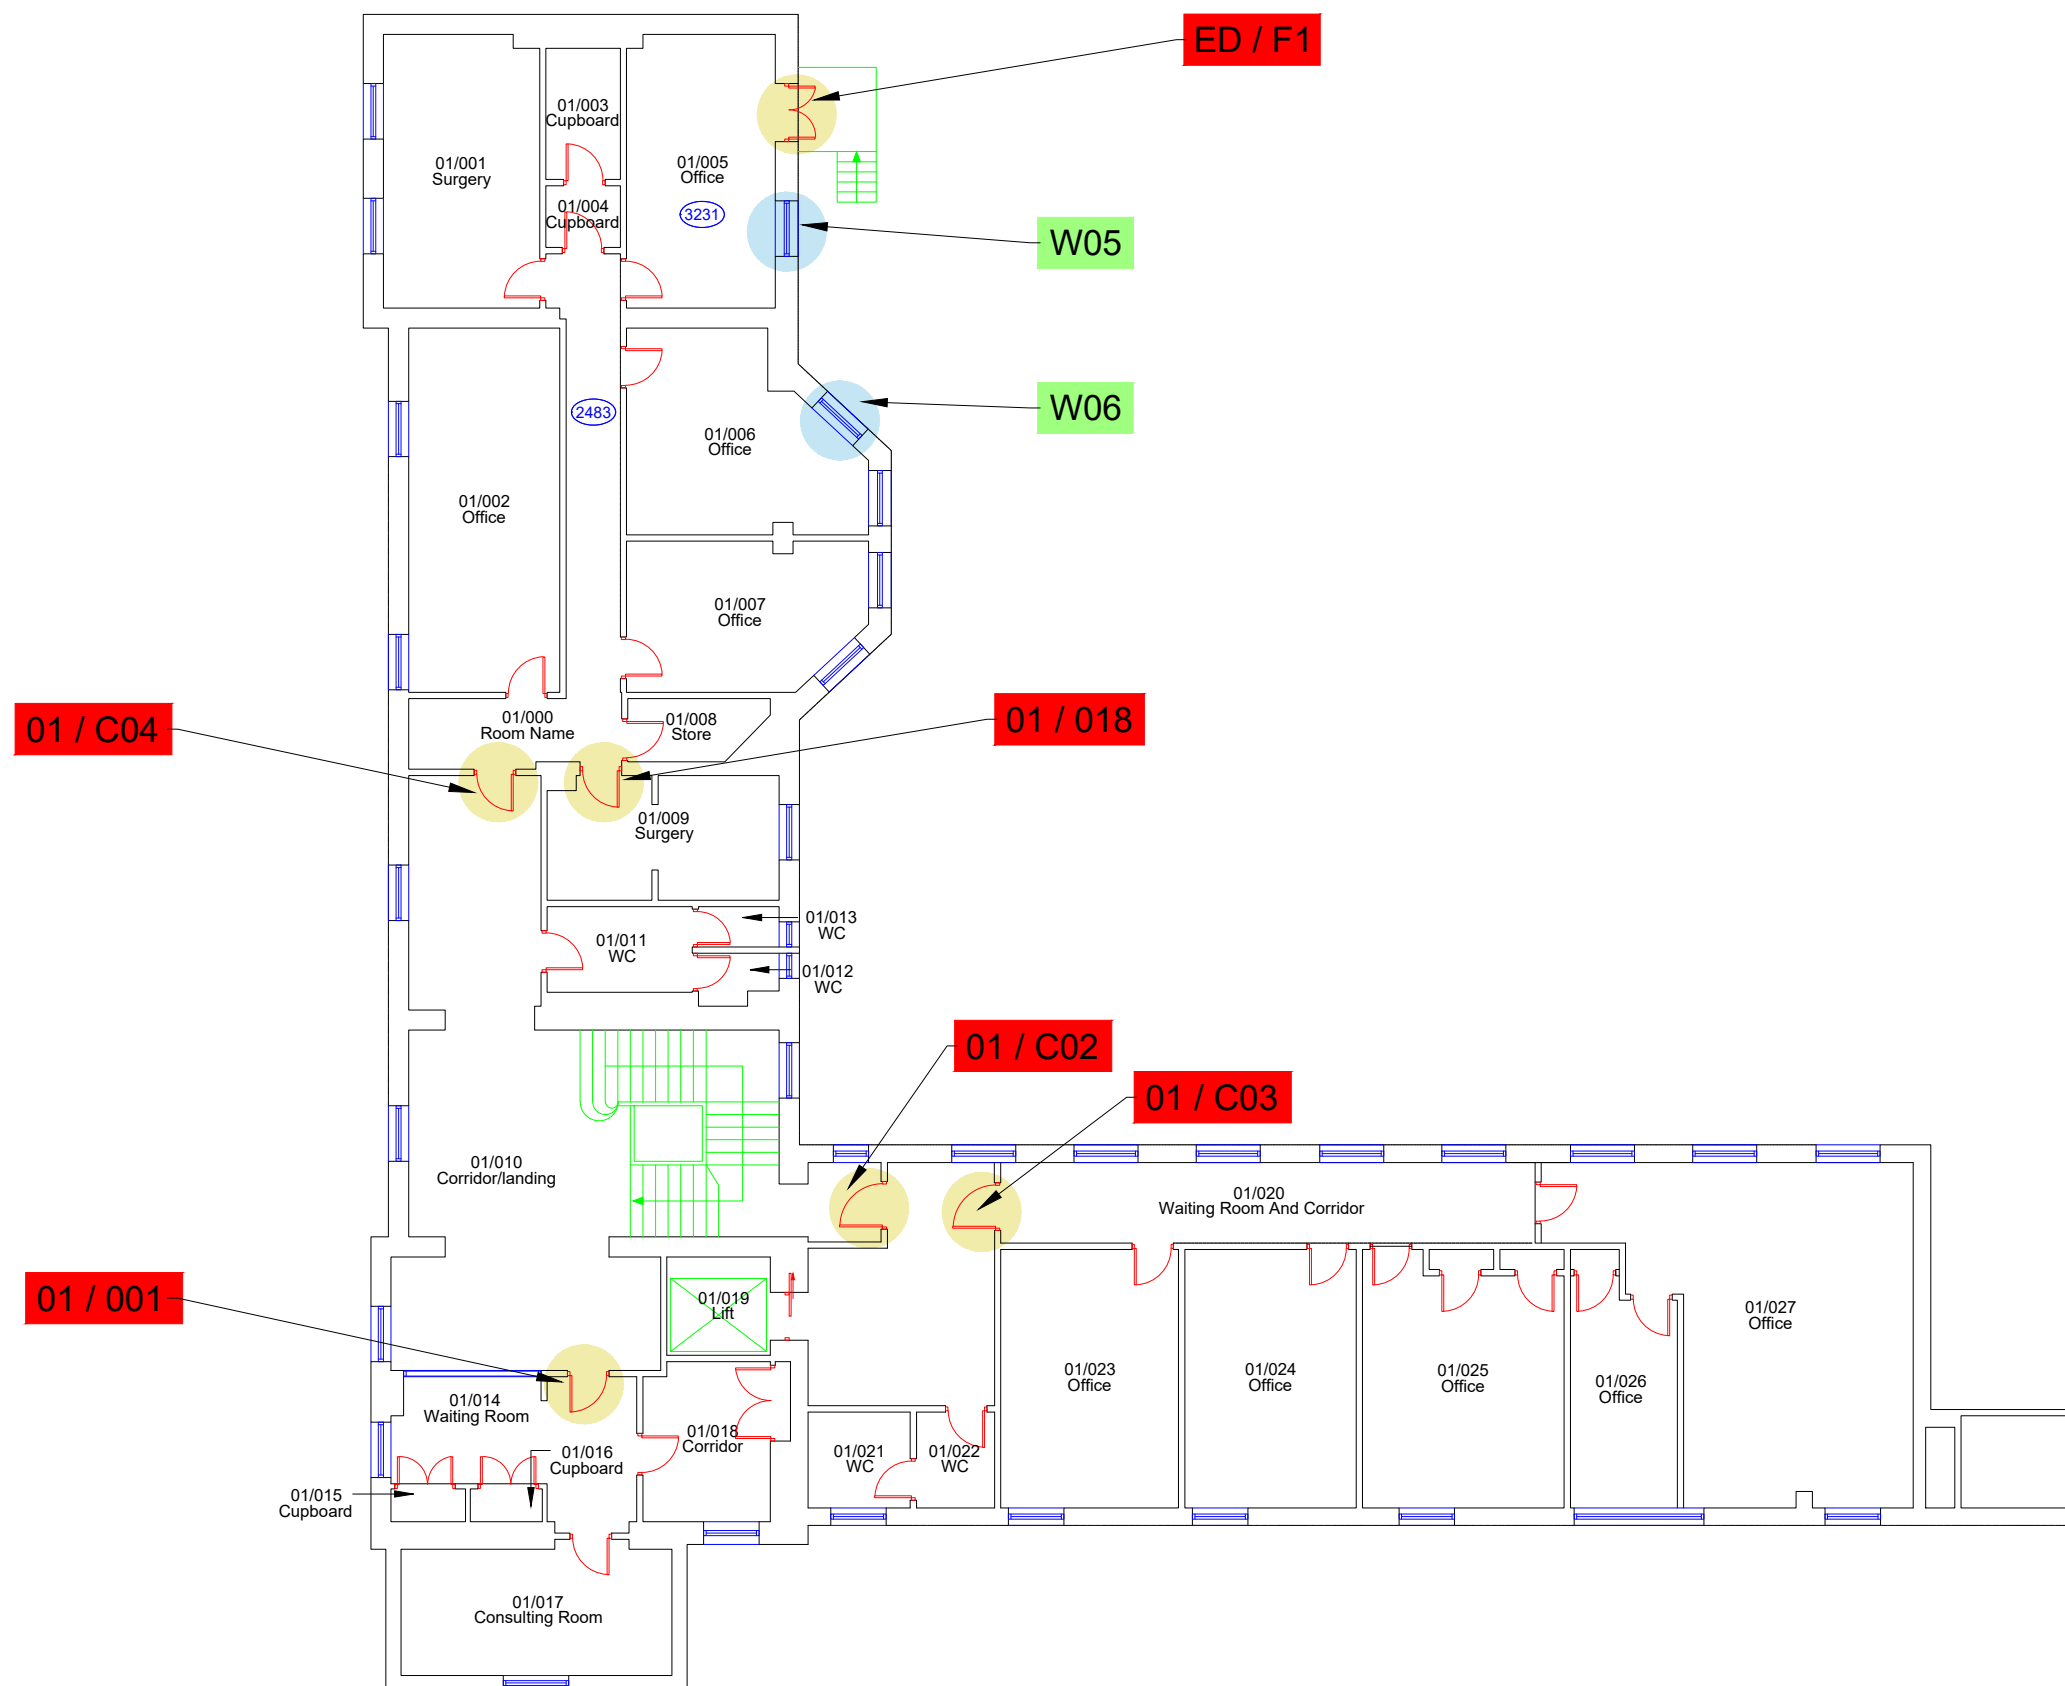 ED / F1
01/003
Cupboard
01/001
Surgery
01/005
Office
01/004
Cupboard
3231
W05
W06
2483
01/006
Office
01/002
Office
01/007
Office
01 / C04
01/000
Room Name
01/008
Store
01 / 018
01/009
Surgery
01/013
WC
01/011
WC
01/012
WC
01 / C02
01 / C03
01/010
Corridor/landing
01/020
Waiting Room And Corridor
01 / 001
01/019
Lift
01/027
Office
01/023
Office
01/024
Office
01/025
Office
01/026
Office
01/014
Waiting Room
01/018
Corridor
01/016
Cupboard
01/021
WC
01/022
WC
01/015
Cupboard
01/017
Consulting Room